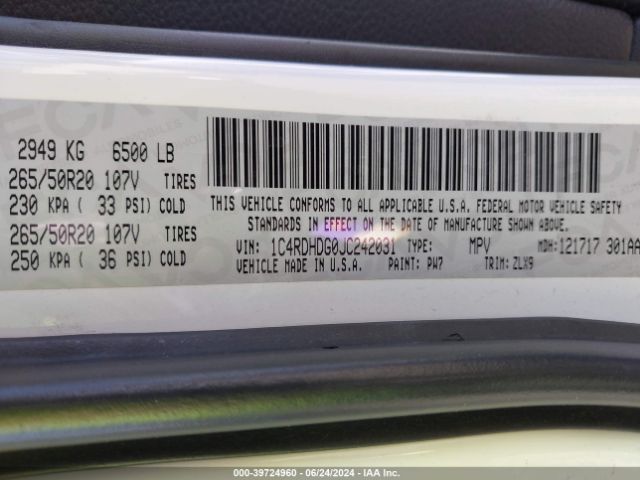 2949 KG 6500 LB
265/50R20 107V TIRES
230 KPA ( 33 PSI) COLD
265/50R20 107V TIRES
250 KPA ( 36 PSI) COLD
THIS VEHICLE CONFORMS TO ALL APPLICABLE U.S.A. FEDERAL MOTOR VEHICLE SAFETY
STANDARDS IN EFFECT ON THE DATE OF MANUFACTURE SHOWN ABOVE.
VIN: 1C4RDHDG0JC242031 TYPE: MPV MDH:121717 301AA
VEHICLE MADE IN U.S.A. PAINT: PW7 TRIM: ZLX9
000-39724960 | 06/24/2024 | IAA Inc.